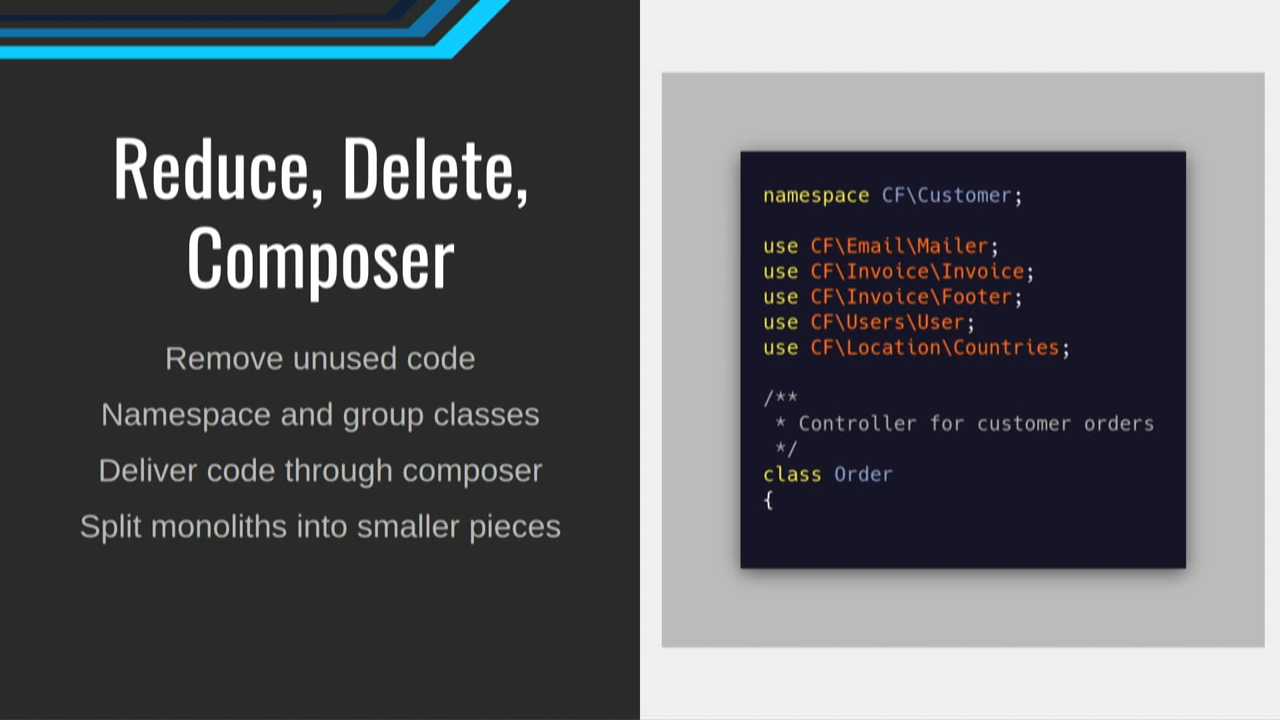 Reduce, Delete,
Composer
Remove unused code
Namespace and group classes
Deliver code through composer
Split monoliths into smaller pieces
namespace CF\Customer;
use CF\Email\Mailer;
use CF\Invoice\Invoice;
use CF\Invoice\Footer;
use CF\Users\User;
use CF\Location\Countries;
/**
* Controller for customer orders
*/
class Order
{